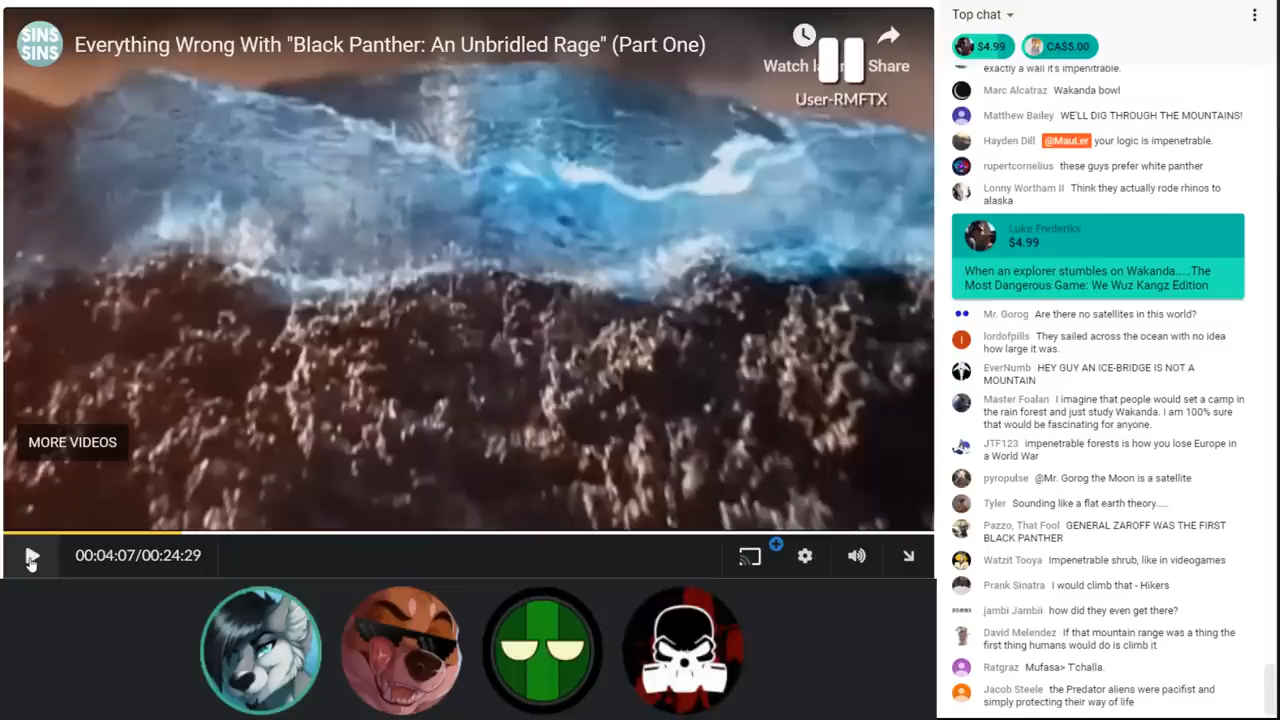 SINS
SINS
Everything Wrong With "Black Panther: An Unbridled Rage" (Part One)
Share
User-RMFTX
MORE VIDEOS
00:04:07/00:24:29
Top chat
$4.99
CA$5.00
exactly a wall it's impenitrable.
Marc Alcatraz Wakanda bowl
Matthew Bailey WE'LL DIG THROUGH THE MOUNTAINS!
Hayden Dill @MauLer your logic is impenetrable.
rupertcornelius these guys prefer white panther
Lonny Wortham II Think they actually rode rhinos to
alaska
Luke Frederiks
$4.99
When an explorer stumbles on Wakanda.....The
Most Dangerous Game: We Wuz Kangz Edition
Mr. Gorog Are there no satellites in this world?
lordofpills They sailed across the ocean with no idea
how large it was.
EverNumb HEY GUY AN ICE-BRIDGE IS NOT A
MOUNTAIN
Master Foalan I imagine that people would set a camp in
the rain forest and just study Wakanda. I am 100% sure
that would be fascinating for anyone.
JTF123 impenetrable forests is how you lose Europe in
a World War
pyropulse @Mr. Gorog the Moon is a satellite
Tyler Sounding like a flat earth theory.....
Pazzo, That Fool GENERAL ZAROFF WAS THE FIRST
BLACK PANTHER
Watzit Tooya Impenetrable shrub, like in videogames
Prank Sinatra I would climb that - Hikers
jambi Jambii how did they even get there?
David Melendez If that mountain range was a thing the
first thing humans would do is climb it
Ratgraz Mufasa> T'challa.
Jacob Steele the Predator aliens were pacifist and
simply protecting their way of life